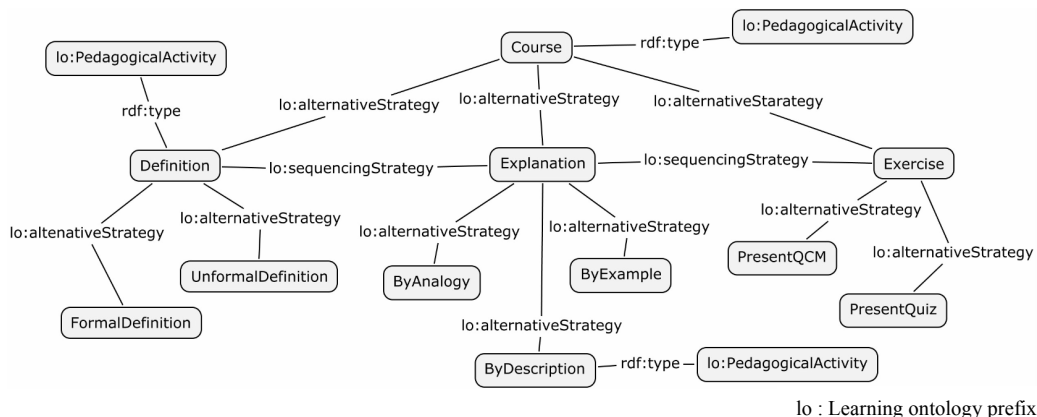 lo:PedagogicalActivity
rdf:type
Course
lo:PedagogicalActivity
rdf:type
lo:alternativeStrategy
lo:alternativeStrategy
lo:alternativeStarategy
Definition
lo:sequencingStrategy
Explanation
lo:sequencingStrategy
Exercise
lo:altenativeStrategy
lo:alternativeStrategy
lo:alternativeStrategy
lo:alternativeStrategy
lo:alternativeStrategy
lo:alternativeStrategy
UnformalDefinition
ByAnalogy
ByExample
PresentQCM
FormalDefinition
PresentQuiz
lo:alternativeStrategy
ByDescription
rdf:type
lo:PedagogicalActivity
lo : Learning ontology prefix